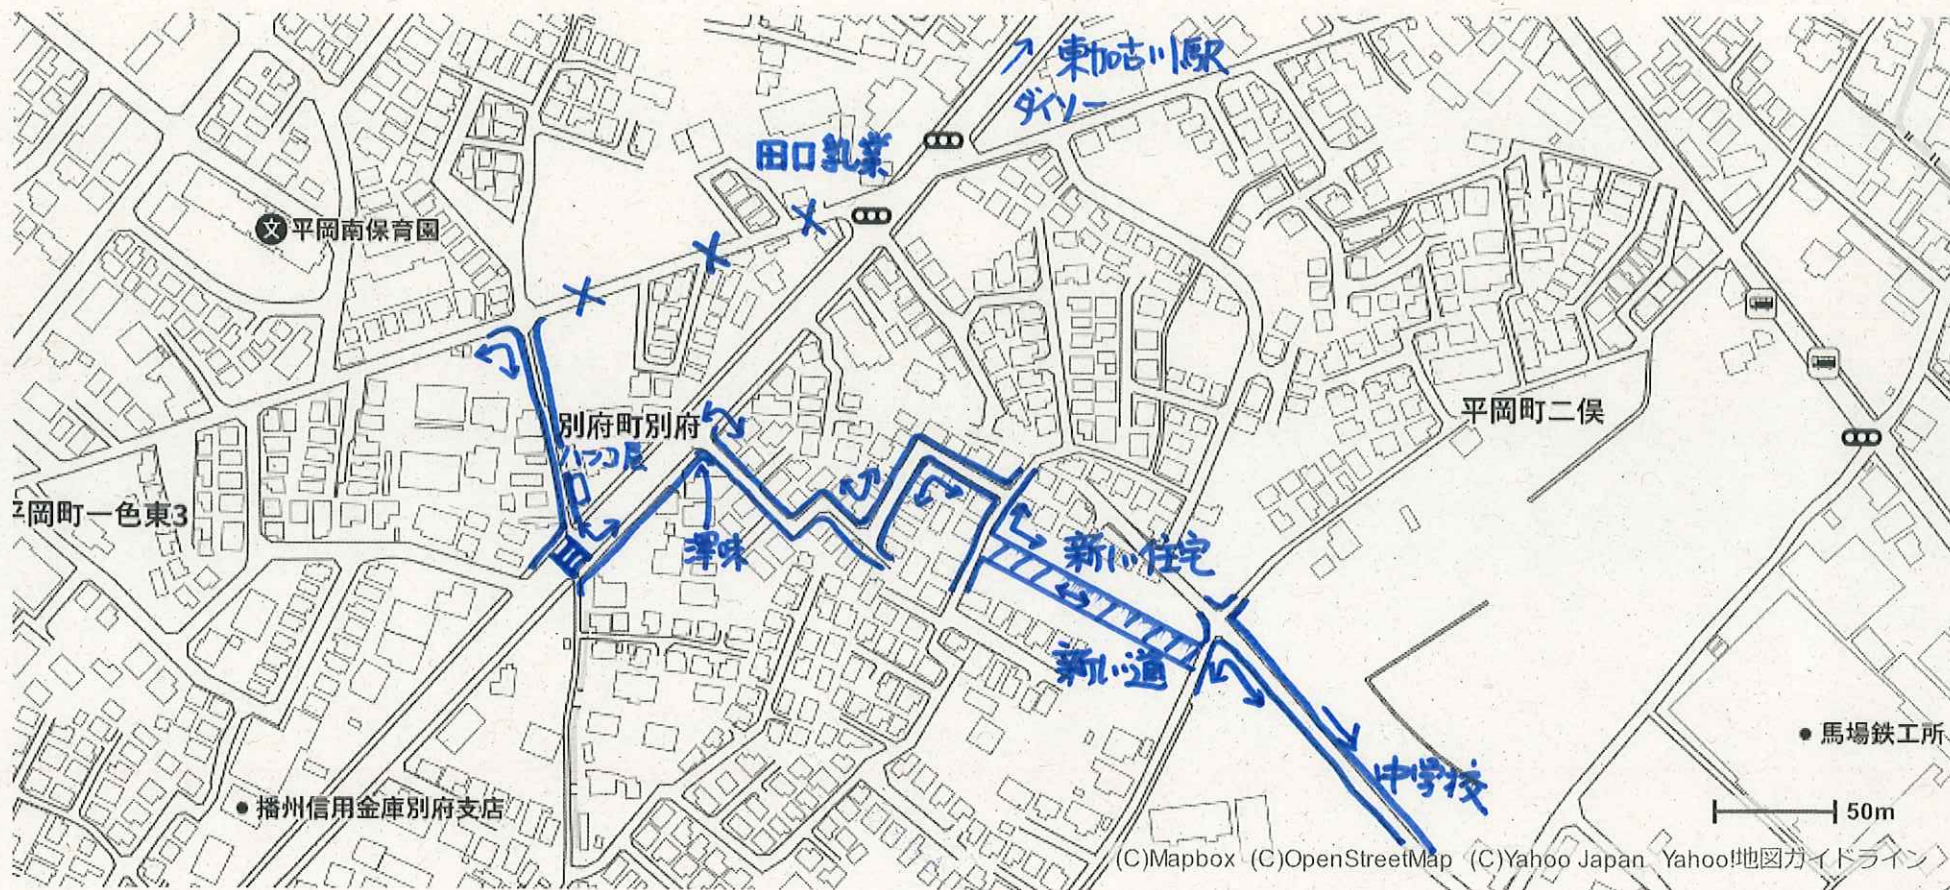 東加古川駅
ダイソー
田口乳業
平岡南保育園
別府町別府
ハンコ屋
平岡町二俣
平岡町一色東3
澤味
新しい住宅
新しい道
馬場鉄工所
中学校
播州信用金庫別府支店
50m
(C)Mapbox (C)OpenStreetMap (C)Yahoo Japan Yahoo!地図ガイドライン